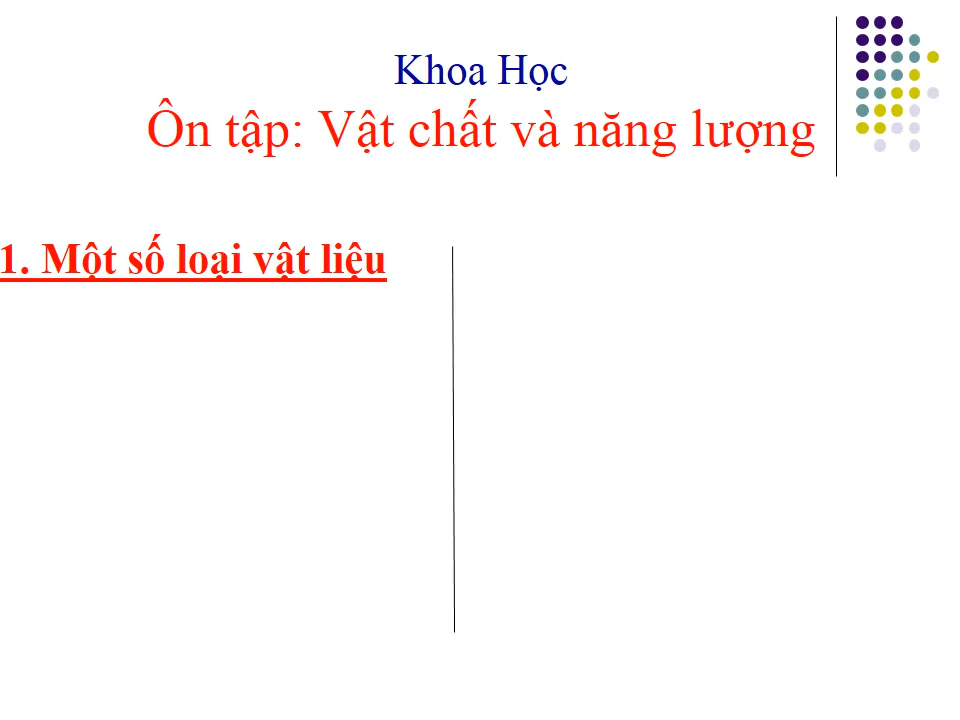 Khoa Học
Ôn tập: Vật chất và năng lượng
1. Một số loại vật liệu